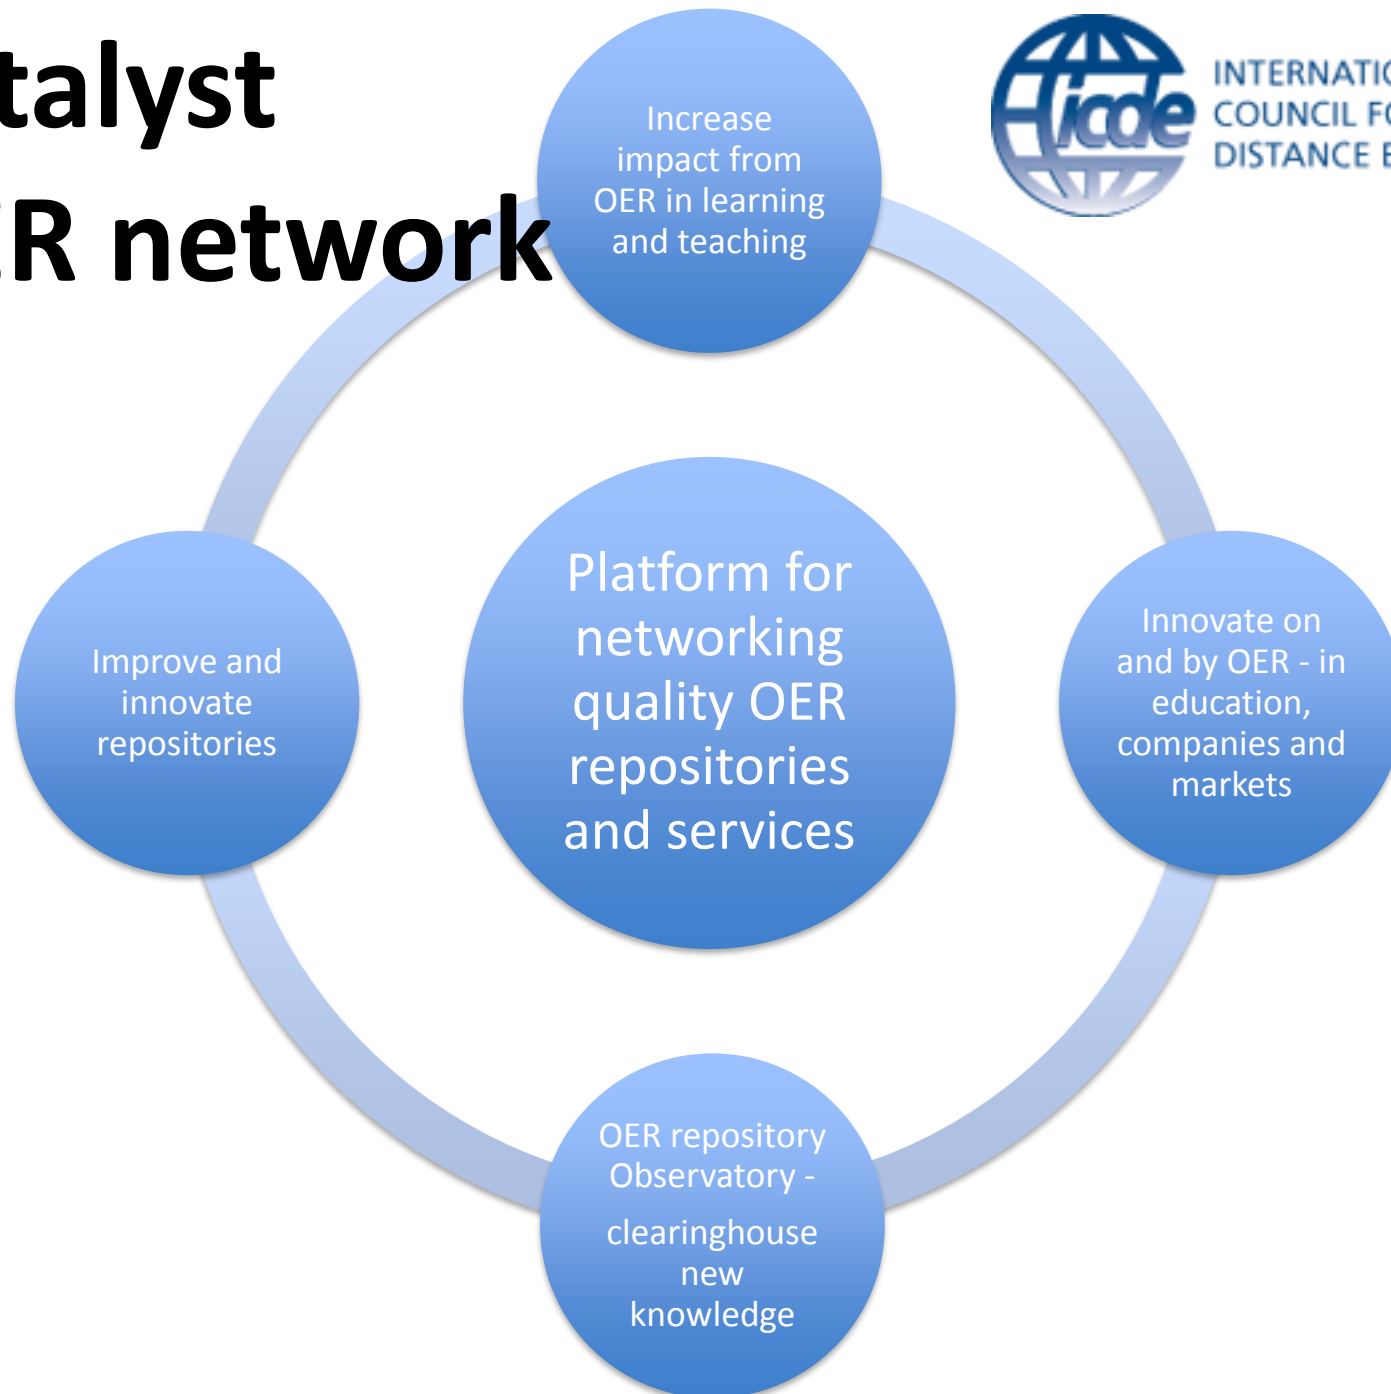 talyst
ER network
icde
INTERNATIO
COUNCIL FO
DISTANCE E
Increase
impact from
OER in learning
and teaching
Platform for
networking
quality OER
repositories
and services
Improve and
innovate
repositories
Innovate on
and by OER - in
education,
companies and
markets
OER repository
Observatory -
clearinghouse
new
knowledge